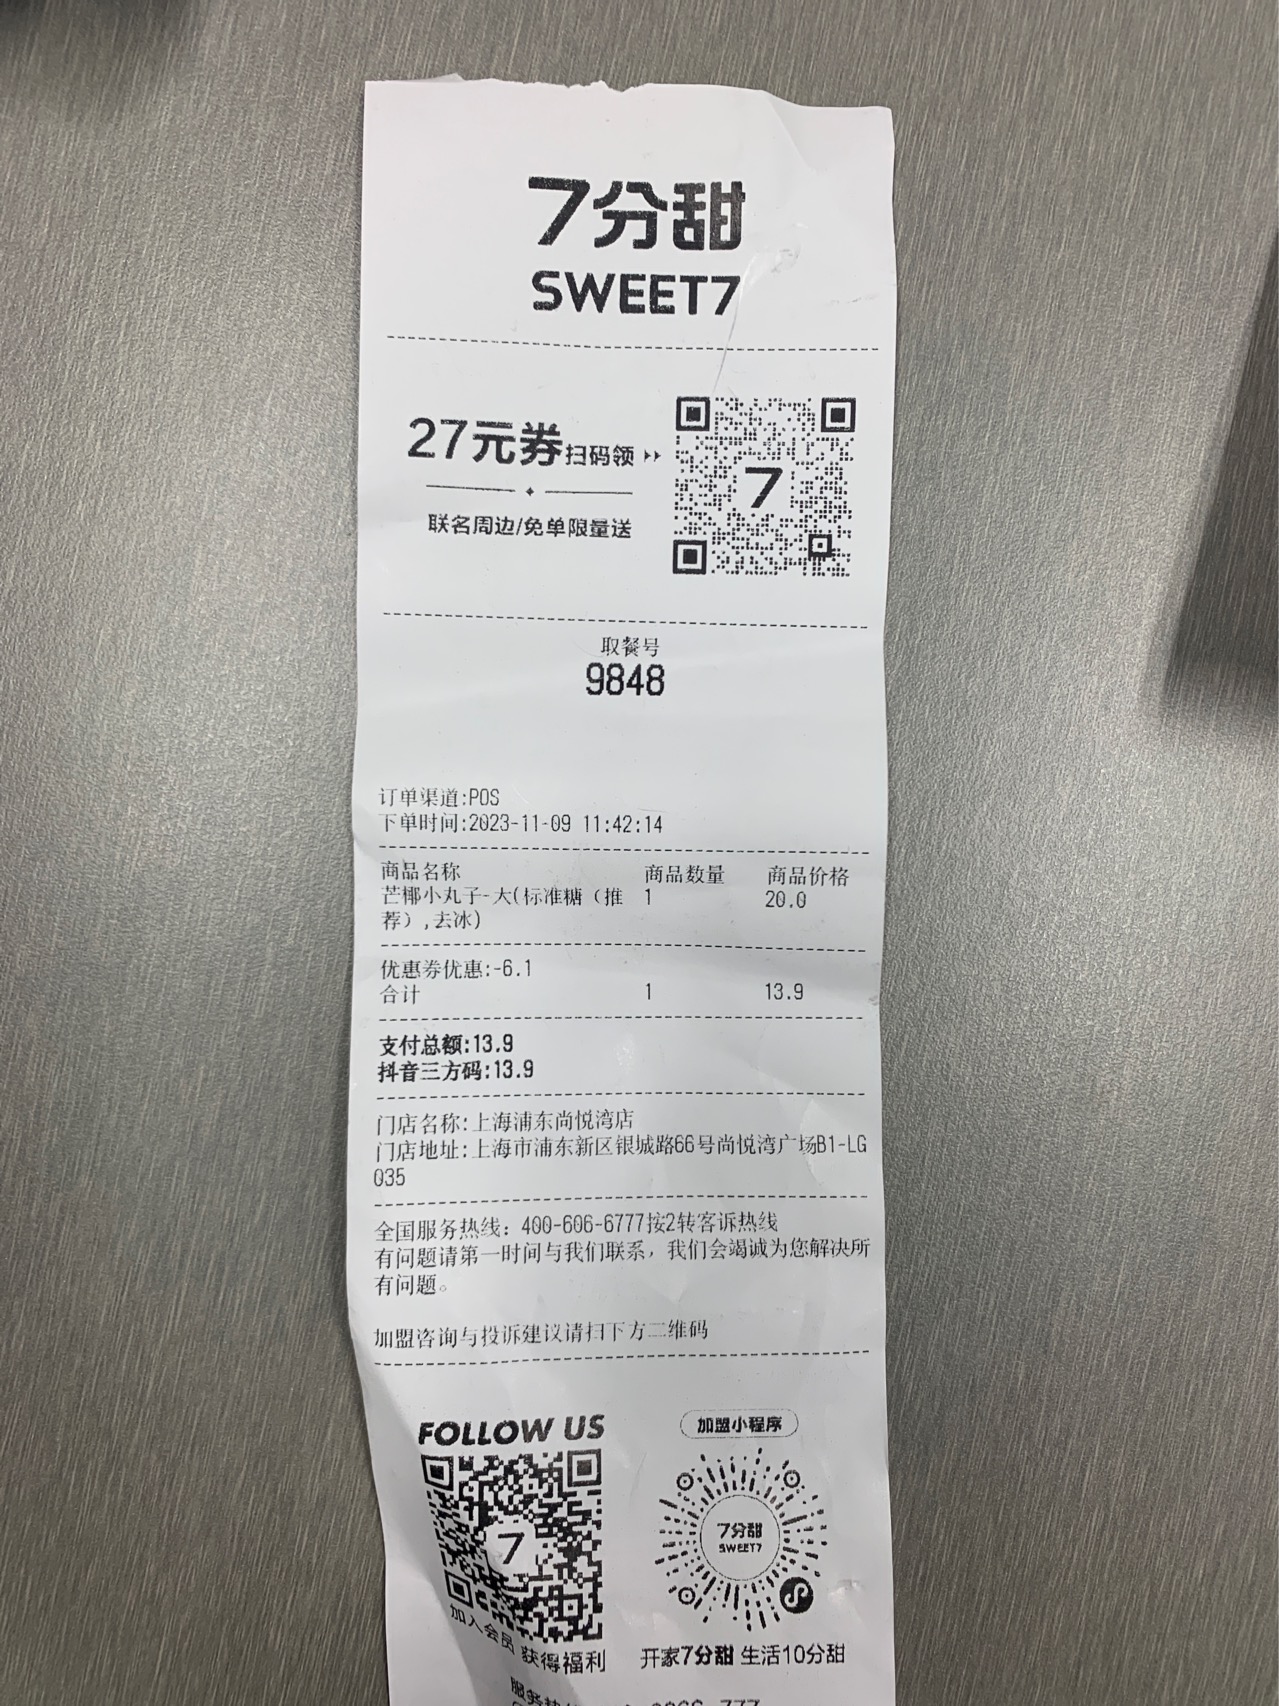 7分甜
SWEET7
27元券扫码领
联名周边/免单限量送
7
取餐号
9848
订单渠道:POS
下单时间:2023-11-09 11:42:14
商品名称 商品数量 商品价格
芒椰小丸子-大(标准糖（推 1 20.0
荐）,去冰)
优惠券优惠:-6.1
合计 1 13.9
支付总额:13.9
抖音三方码:13.9
门店名称:上海浦东尚悦湾店
门店地址:上海市浦东新区银城路66号尚悦湾广场B1-LG
035
全国服务热线：400-606-6777按2转客诉热线
有问题请第一时间与我们联系，我们会竭诚为您解决所
有问题。
加盟咨询与投诉建议请扫下方二维码
FOLLOW US
7
加入会员 获得福利
加盟小程序
7分甜
SWEET7
开家7分甜 生活10分甜